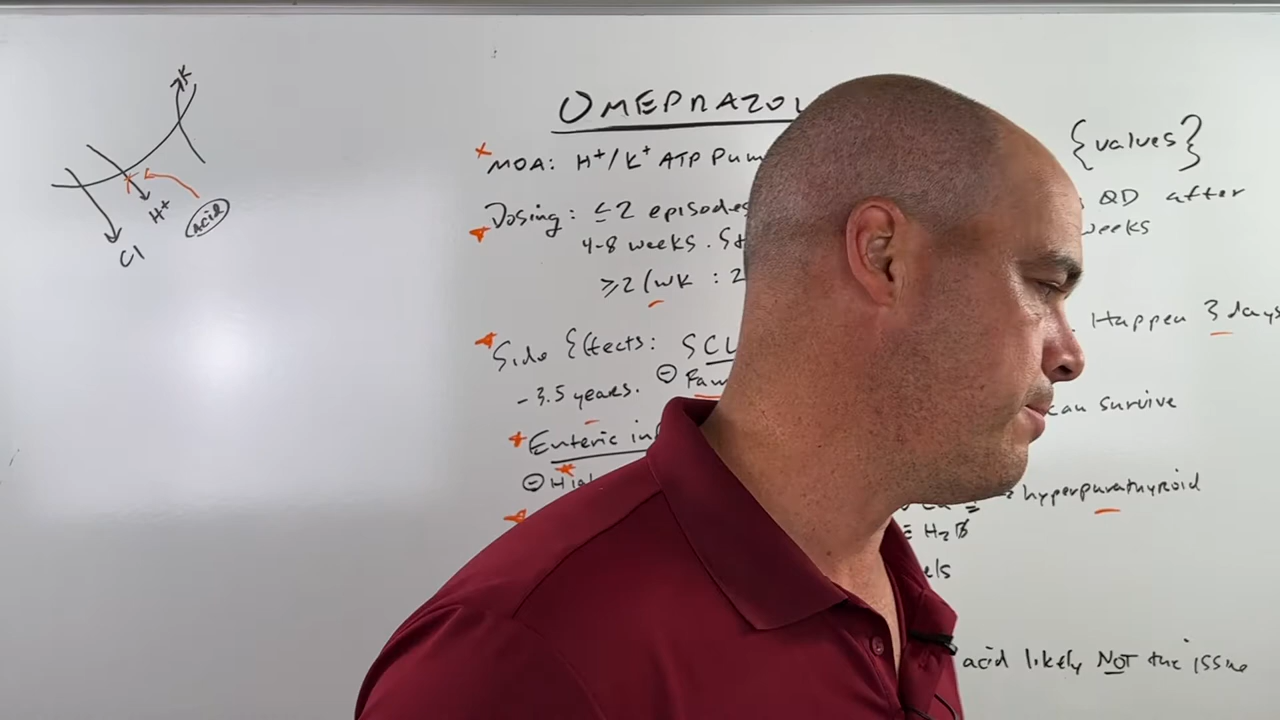 K
H+
Acid
Cl
OMEPRAZOL
MOA: H+/K+ ATP Pum {values}
Dosing: ≤2 episodes QD after
4-8 weeks. St weeks
≥2/wk : 2
Happen 3 days
Side Effects: SCL
- 3.5 years. ⊖ Fam can survive
Enteric inf
⊖ High hyperparathyroid
H2B
els
acid likely NOT the issue